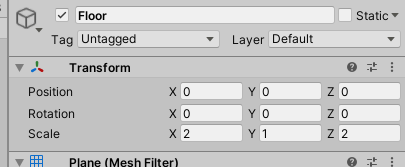 Floor Static
Tag Untagged Layer Default
Transform
Position X 0 Y 0 Z 0
Rotation X 0 Y 0 Z 0
Scale X 2 Y 1 Z 2
Plane (Mesh Filter)